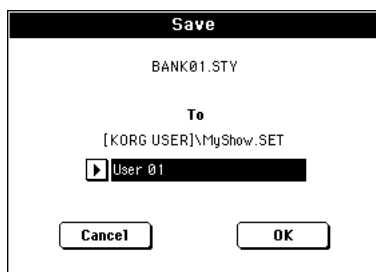 Save
BANK01.STY
To
[KORG USER]\MyShow.SET
User 01
Cancel
OK